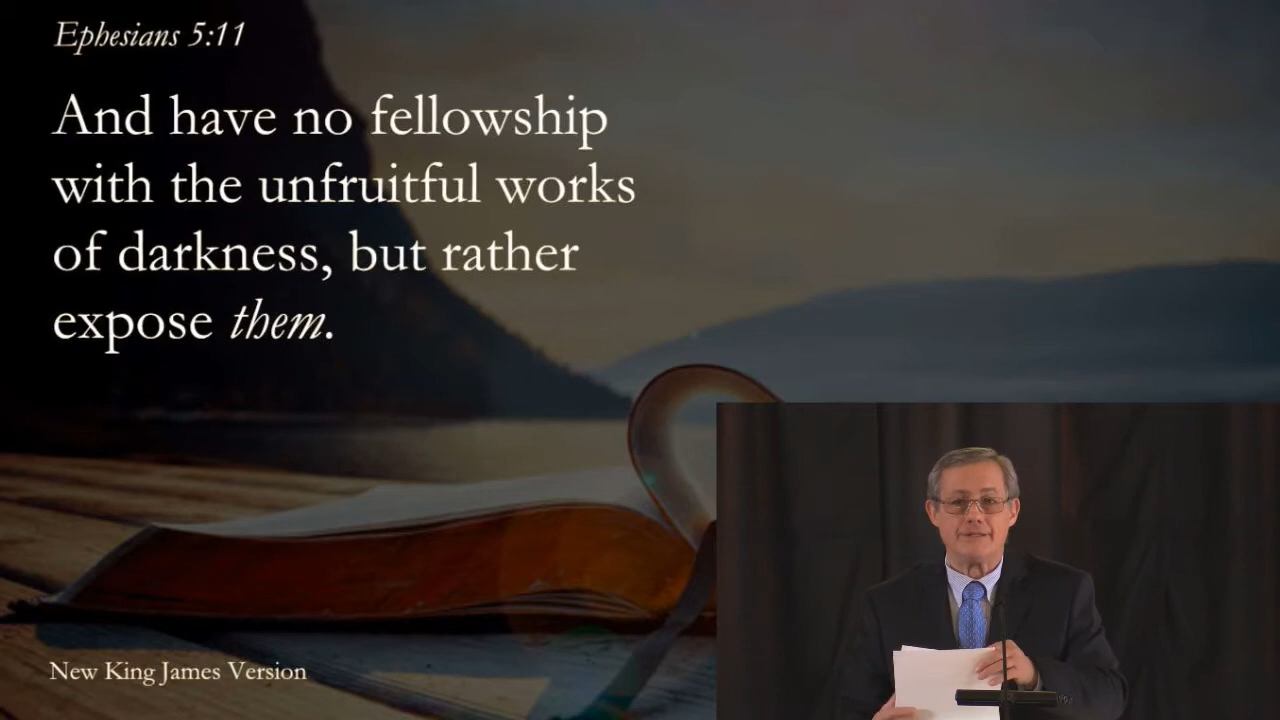 Ephesians 5:11
And have no fellowship
with the unfruitful works
of darkness, but rather
expose them.
New King James Version